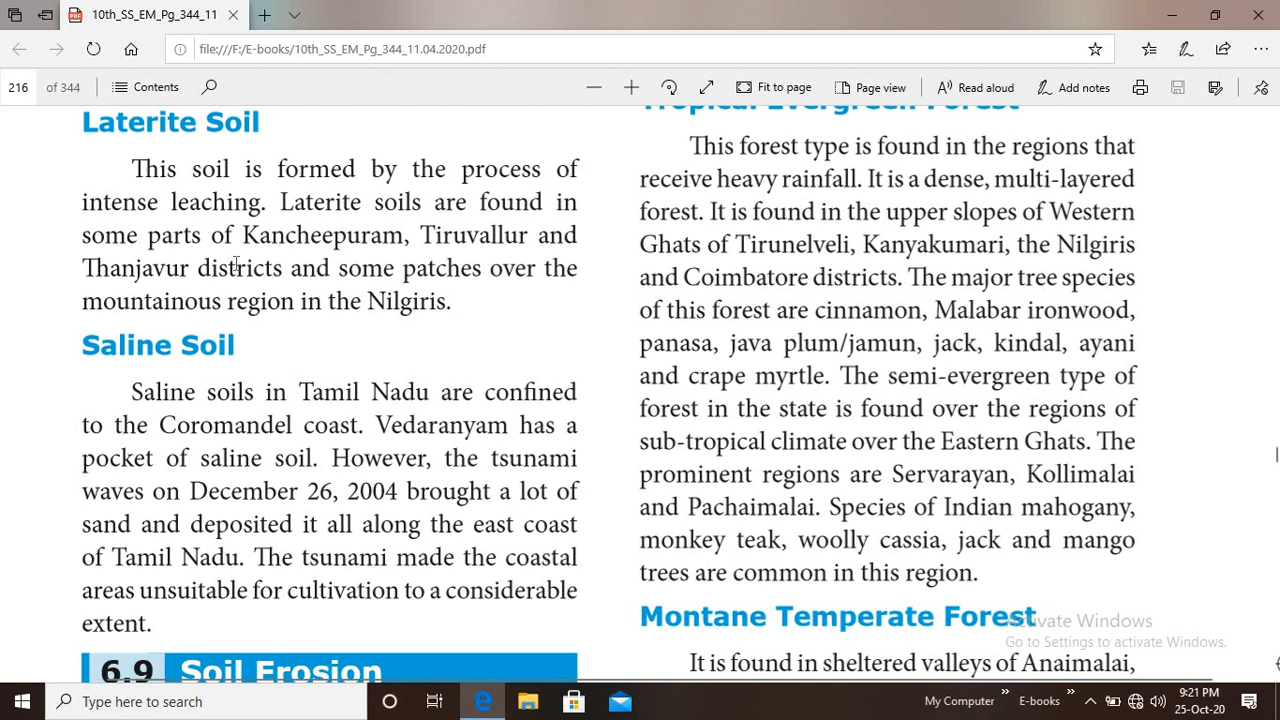 10th_SS_EM_Pg_344_11.04.2020.pdf
file:///F:/E-books/10th_SS_EM_Pg_344_11.04.2020.pdf
216 of 344 Contents Fit to page Page view Read aloud Add notes
Laterite Soil
This soil is formed by the process of
intense leaching. Laterite soils are found in
some parts of Kancheepuram, Tiruvallur and
Thanjavur districts and some patches over the
mountainous region in the Nilgiris.
Saline Soil
Saline soils in Tamil Nadu are confined
to the Coromandel coast. Vedaranyam has a
pocket of saline soil. However, the tsunami
waves on December 26, 2004 brought a lot of
sand and deposited it all along the east coast
of Tamil Nadu. The tsunami made the coastal
areas unsuitable for cultivation to a considerable
extent.
6.9 Soil Erosion
Tropical Evergreen Forest
This forest type is found in the regions that
receive heavy rainfall. It is a dense, multi-layered
forest. It is found in the upper slopes of Western
Ghats of Tirunelveli, Kanyakumari, the Nilgiris
and Coimbatore districts. The major tree species
of this forest are cinnamon, Malabar ironwood,
panasa, java plum/jamun, jack, kindal, ayani
and crape myrtle. The semi-evergreen type of
forest in the state is found over the regions of
sub-tropical climate over the Eastern Ghats. The
prominent regions are Servarayan, Kollimalai
and Pachaimalai. Species of Indian mahogany,
monkey teak, woolly cassia, jack and mango
trees are common in this region.
Montane Temperate Forest
It is found in sheltered valleys of Anaimalai,
Activate Windows
Go to Settings to activate Windows.
Type here to search
My Computer
E-books
9:21 PM
25-Oct-20